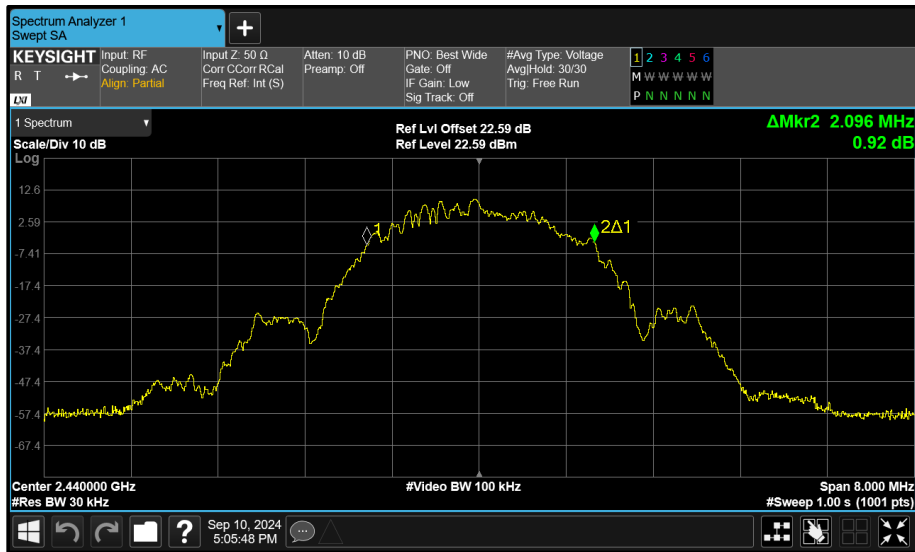 Spectrum Analyzer 1
Swept SA
KEYSIGHT
R T
LXI
Input: RF
Coupling: AC
Align: Partial
Input Z: 50 Ω
Corr CCorr RCal
Freq Ref: Int (S)
Atten: 10 dB
Preamp: Off
PNO: Best Wide
Gate: Off
IF Gain: Low
Sig Track: Off
#Avg Type: Voltage
Avg|Hold: 30/30
Trig: Free Run
1 2 3 4 5 6
M W W W W W
P N N N N N
1 Spectrum
Scale/Div 10 dB
Log
Ref Lvl Offset 22.59 dB
Ref Level 22.59 dBm
ΔMkr2 2.096 MHz
0.92 dB
12.6
2.59
-7.41
-17.4
-27.4
-37.4
-47.4
-57.4
-67.4
1
2Δ1
Center 2.440000 GHz
#Res BW 30 kHz
#Video BW 100 kHz
Span 8.000 MHz
#Sweep 1.00 s (1001 pts)
?
Sep 10, 2024
5:05:48 PM